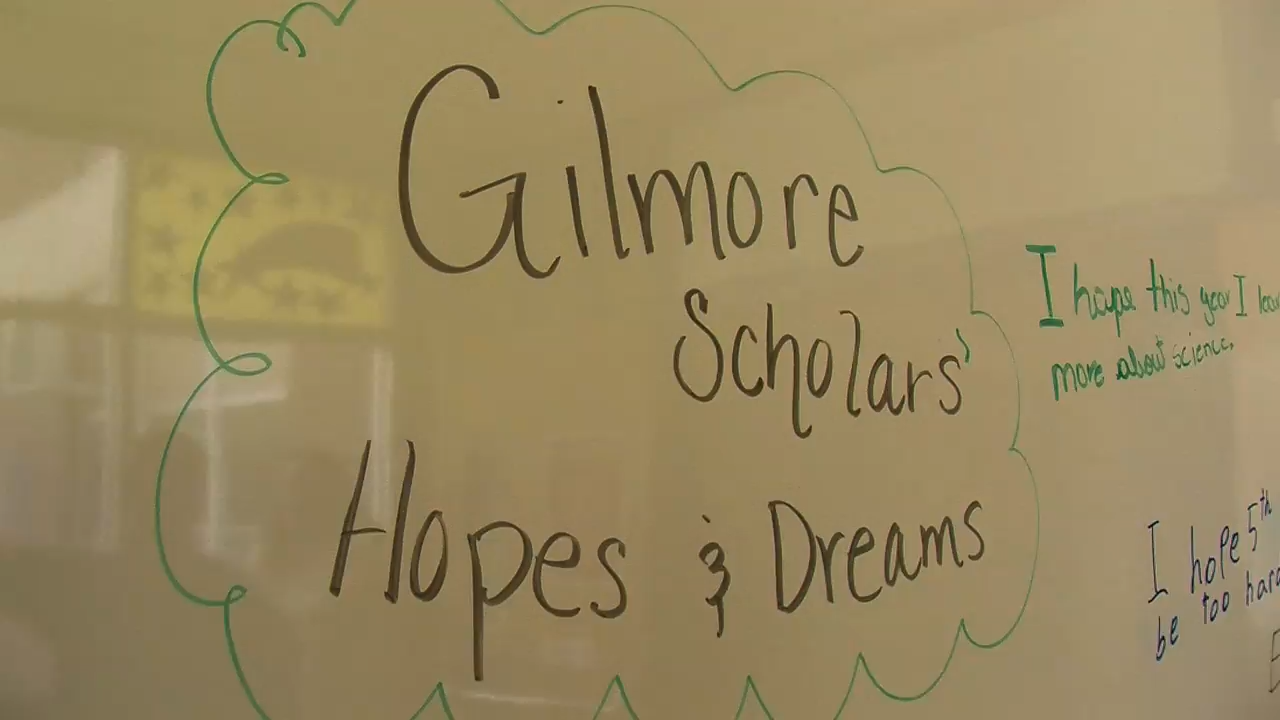 Gilmore
Scholars'
Hopes & Dreams
I hope this year I
more about science.
I hope 5th
be too